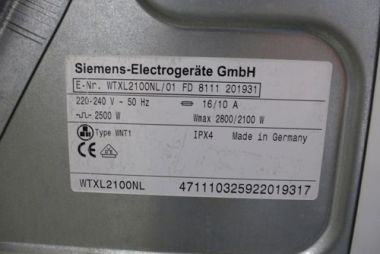 Siemens-Electrogeräte GmbH
E-Nr. WTXL2100NL/01 FD 8111 201931
220-240 V ~ 50 Hz 16/10 A
2500 W Wmax 2600/2100 W
Type WNT1 IPX4 Made in Germany
WTXL2100NL 471110325922019317